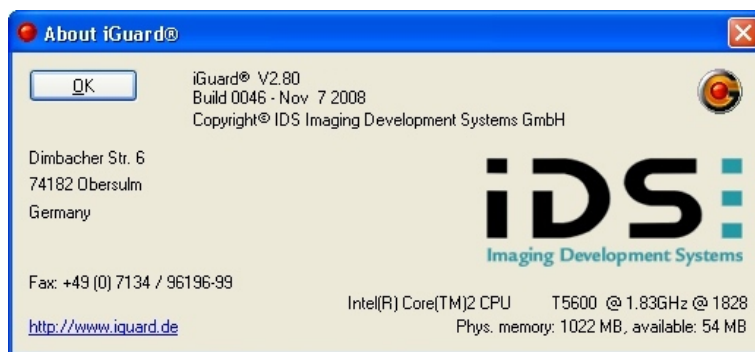 About iGuard®
OK
iGuard® V2.80
Build 0046 - Nov 7 2008
Copyright© IDS Imaging Development Systems GmbH
Dimbacher Str. 6
74182 Obersulm
Germany
iDS
Imaging Development Systems
Fax: +49 (0) 7134 / 96196-99
Intel(R) Core(TM)2 CPU T5600 @ 1.83GHz @ 1828
http://www.iguard.de
Phys. memory: 1022 MB, available: 54 MB